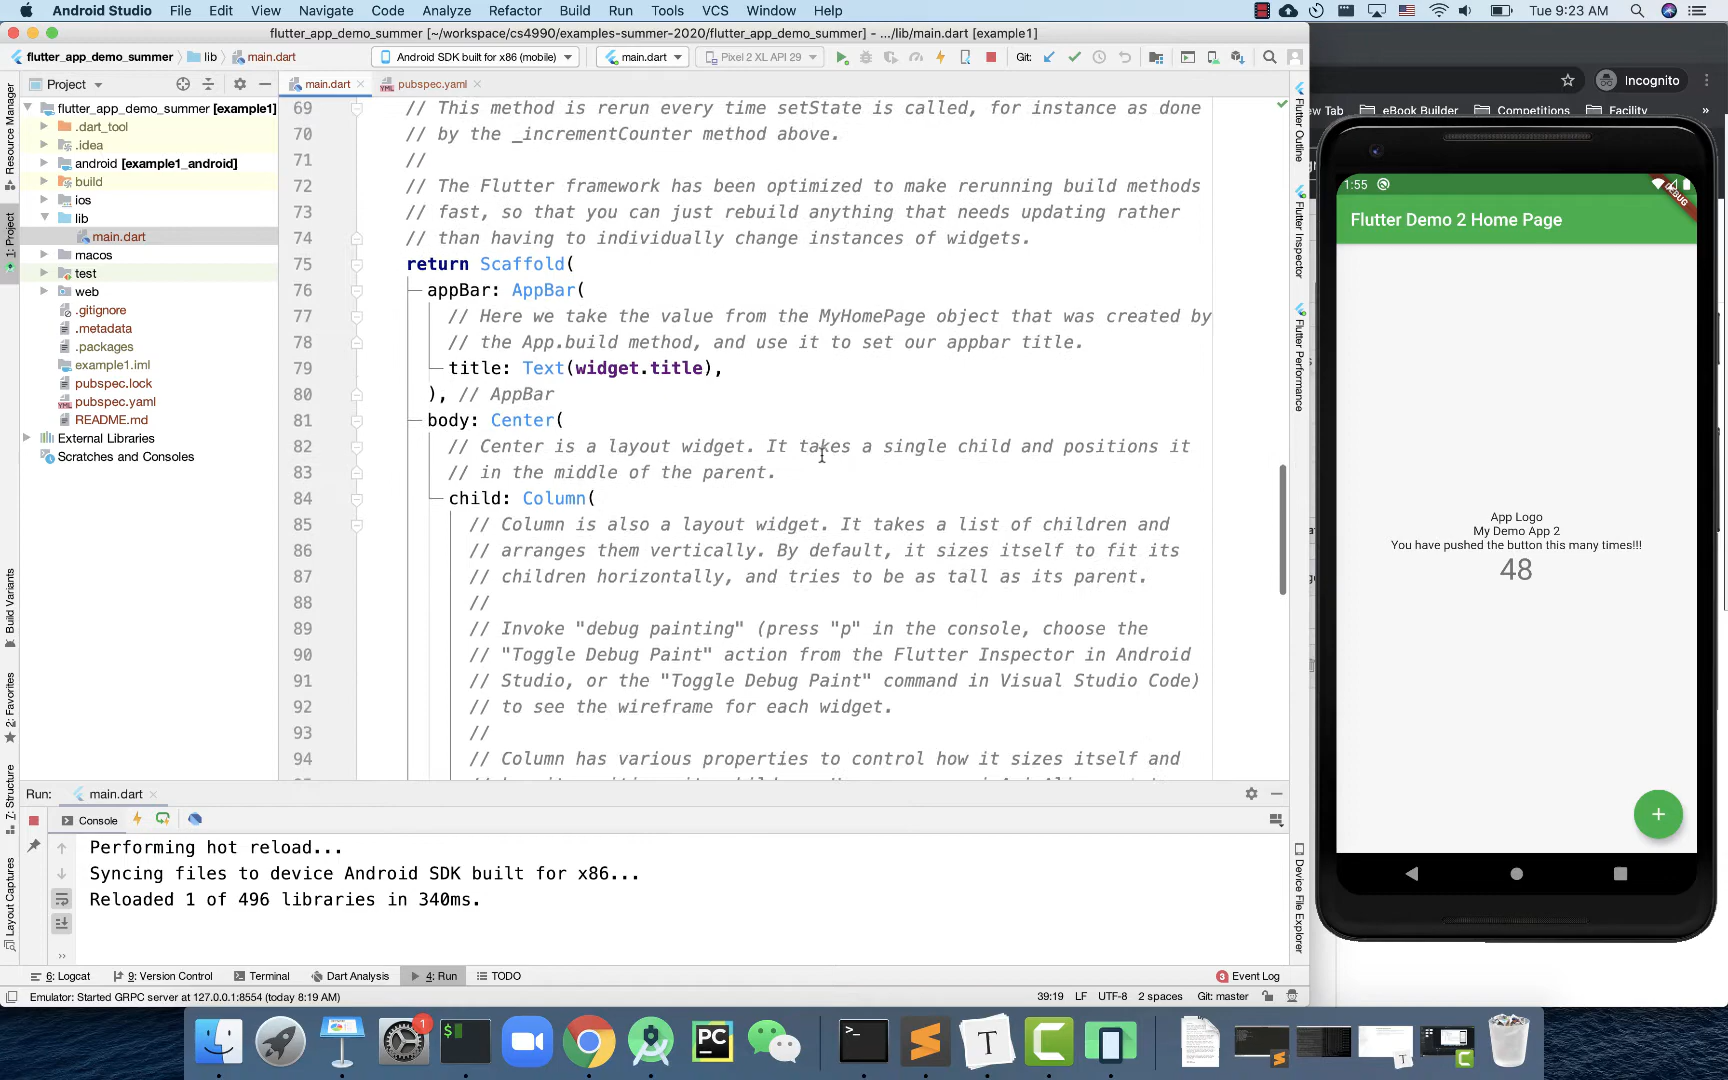 Android Studio File Edit View Navigate Code Analyze Refactor Build Run Tools VCS Window Help Tue 9:23 AM
flutter_app_demo_summer [~/workspace/cs4990/examples-summer-2020/flutter_app_demo_summer] - .../lib/main.dart [example1]
flutter_app_demo_summer lib main.dart Android SDK built for x86 (mobile) main.dart Pixel 2 XL API 29 Git:
Incognito
Project main.dart pubspec.yaml
eBook Builder Competitions Facility »
Resource Manager
1: Project
Build Variants
2: Favorites
Z: Structure
Layout Captures
flutter_app_demo_summer [example1]
.dart_tool
.idea
android [example1_android]
build
ios
lib
main.dart
macos
test
web
.gitignore
.metadata
.packages
example1.iml
pubspec.lock
pubspec.yaml
README.md
External Libraries
Scratches and Consoles
69 // This method is rerun every time setState is called, for instance as done
70 // by the _incrementCounter method above.
71 //
72 // The Flutter framework has been optimized to make rerunning build methods
73 // fast, so that you can just rebuild anything that needs updating rather
74 // than having to individually change instances of widgets.
75 return Scaffold(
76 appBar: AppBar(
77 // Here we take the value from the MyHomePage object that was created by
78 // the App.build method, and use it to set our appbar title.
79 title: Text(widget.title),
80 ), // AppBar
81 body: Center(
82 // Center is a layout widget. It takes a single child and positions it
83 // in the middle of the parent.
84 child: Column(
85 // Column is also a layout widget. It takes a list of children and
86 // arranges them vertically. By default, it sizes itself to fit its
87 // children horizontally, and tries to be as tall as its parent.
88 //
89 // Invoke "debug painting" (press "p" in the console, choose the
90 // "Toggle Debug Paint" action from the Flutter Inspector in Android
91 // Studio, or the "Toggle Debug Paint" command in Visual Studio Code)
92 // to see the wireframe for each widget.
93 //
94 // Column has various properties to control how it sizes itself and
Flutter Outline
Flutter Inspector
Flutter Performance
Device File Explorer
1:55
DEBUG
Flutter Demo 2 Home Page
App Logo
My Demo App 2
You have pushed the button this many times!!!
48
+
Run: main.dart
Console
Performing hot reload...
Syncing files to device Android SDK built for x86...
Reloaded 1 of 496 libraries in 340ms.
»
6: Logcat 9: Version Control Terminal Dart Analysis 4: Run TODO 3 Event Log
Emulator: Started GRPC server at 127.0.0.1:8554 (today 8:19 AM) 39:19 LF UTF-8 2 spaces Git: master
1
$
PC
>_
T
C